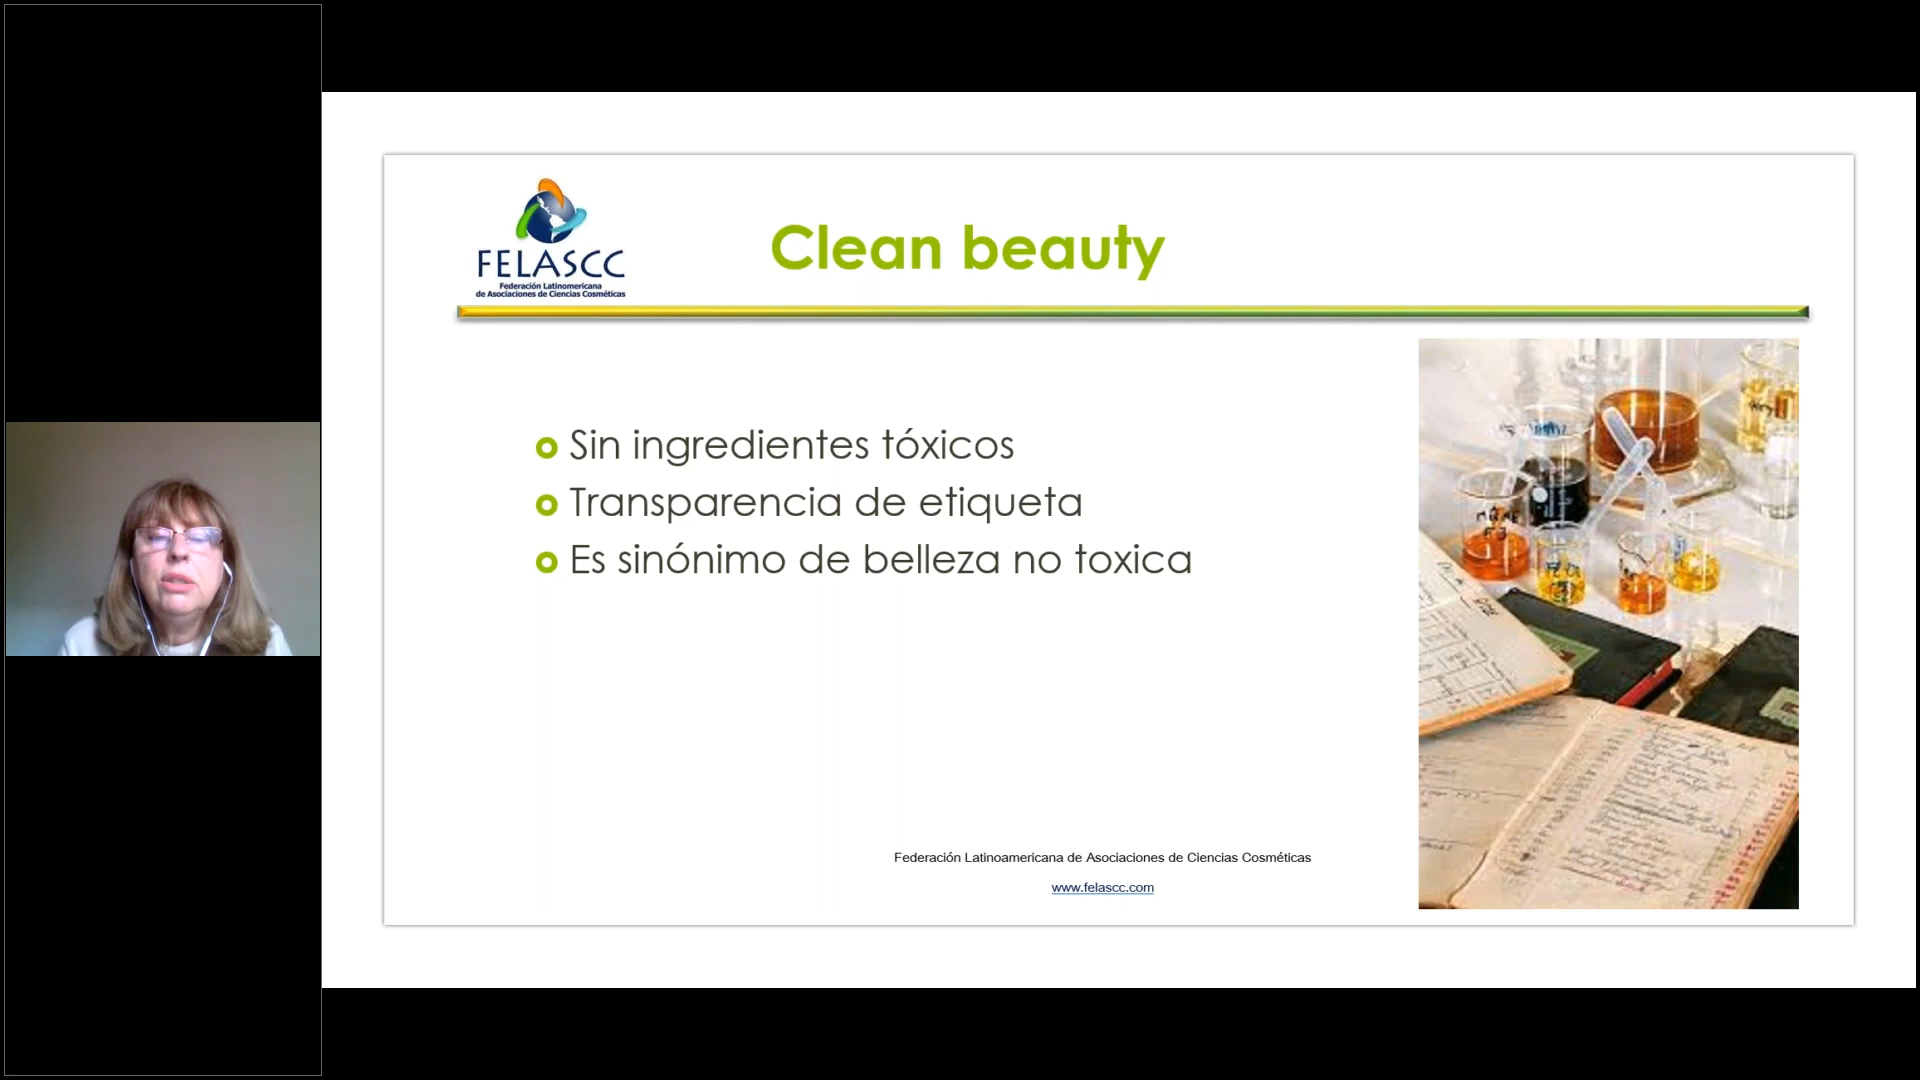 FELASCC
Federación Latinomericana
de Asociaciones de Ciencias Cosméticas
Clean beauty
Sin ingredientes tóxicos
Transparencia de etiqueta
Es sinónimo de belleza no toxica
Federación Latinoamericana de Asociaciones de Ciencias Cosméticas
www.felascc.com